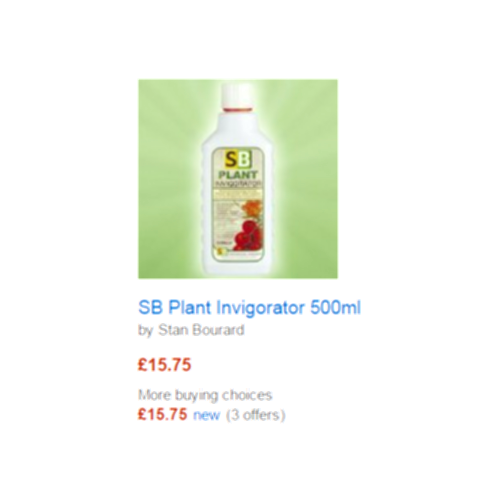 SB
PLANT
INVIGORATOR
SB Plant Invigorator 500ml
by Stan Bourard
£15.75
More buying choices
£15.75 new (3 offers)